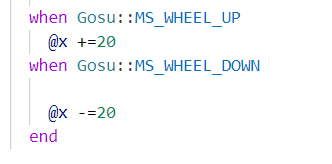 when Gosu::MS_WHEEL_UP
@x +=20
when Gosu::MS_WHEEL_DOWN
@x -=20
end